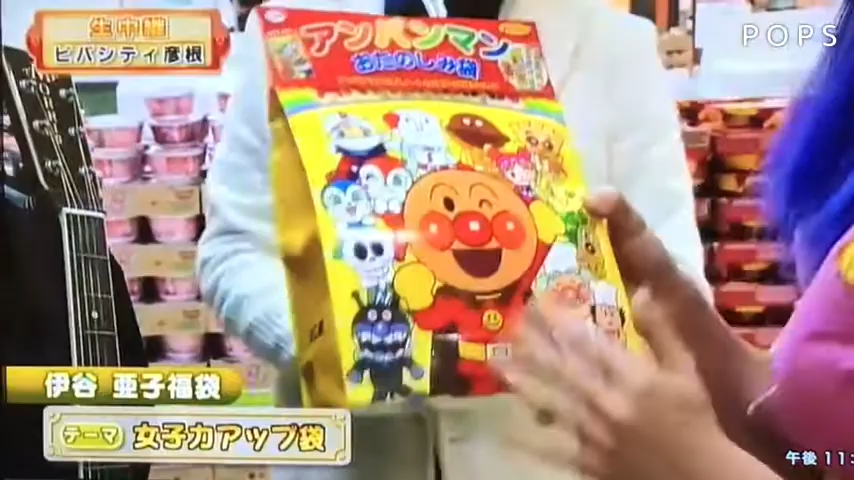 生中継
ピバシティ彦根
POPS
アンパンマン
おたのしみ袋
伊谷 亜子福袋
テーマ 女子力アップ袋
午後 11: